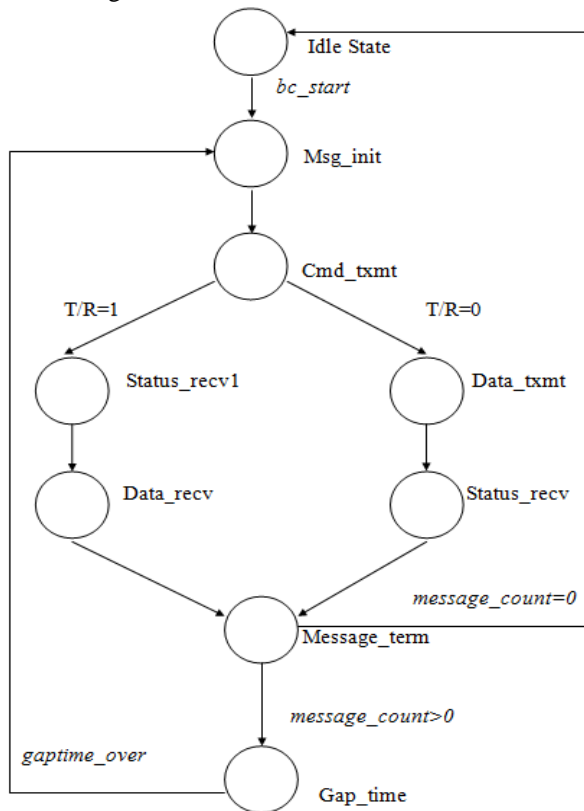 Idle State
bc_start
Msg_init
Cmd_txmt
T/R=1
T/R=0
Status_recv1
Data_txmt
Data_recv
Status_recv
message_count=0
Message_term
message_count>0
gaptime_over
Gap_time